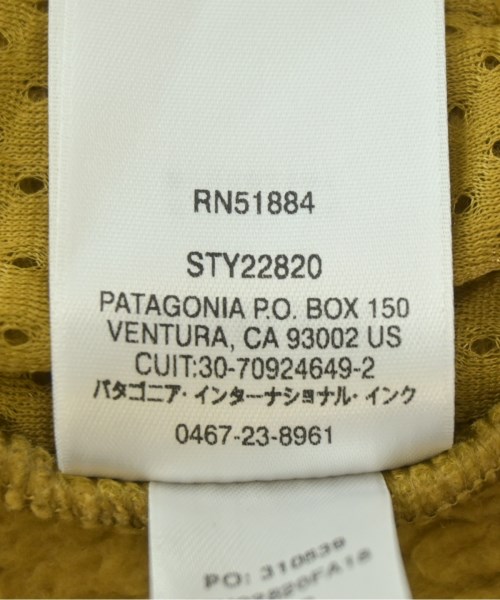 RN51884
STY22820
PATAGONIA P.O. BOX 150
VENTURA, CA 93002 US
CUIT:30-70924649-2
パタゴニア・インターナショナル・インク
0467-23-8961
PO: 310539